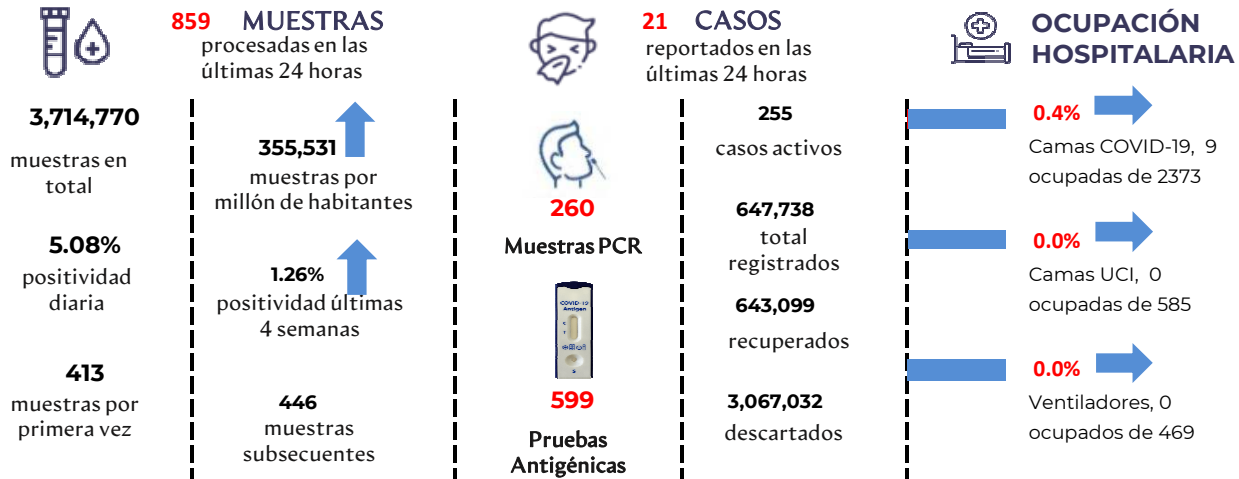 859 MUESTRAS
procesadas en las
últimas 24 horas
3,714,770
muestras en
total
355,531
muestras por
millón de habitantes
5.08%
positividad
diaria
1.26%
positividad últimas
4 semanas
413
muestras por
primera vez
446
muestras
subsecuentes
21 CASOS
reportados en las
últimas 24 horas
260
Muestras PCR
COVID-19
Antigen
C
T
S
599
Pruebas
Antigénicas
255
casos activos
647,738
total
registrados
643,099
recuperados
3,067,032
descartados
OCUPACIÓN
HOSPITALARIA
0.4%
Camas COVID-19, 9
ocupadas de 2373
0.0%
Camas UCI, 0
ocupadas de 585
0.0%
Ventiladores, 0
ocupados de 469